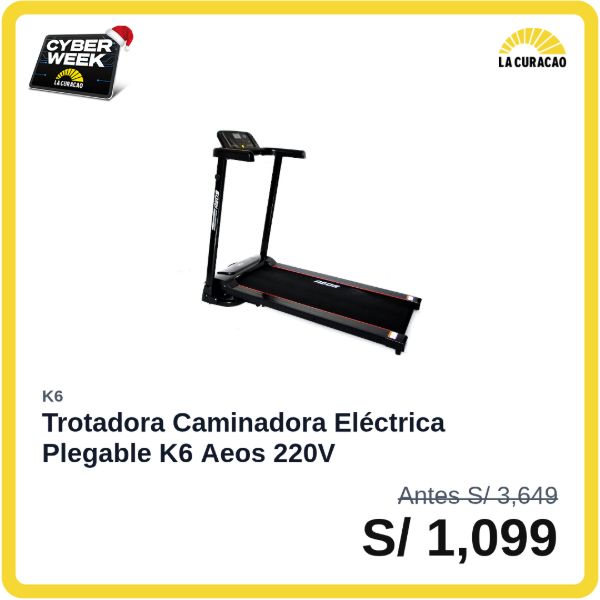 CYBER
WEEK
LA CURACAO
LA CURACAO
AEOS
K6
Trotadora Caminadora Eléctrica
Plegable K6 Aeos 220V
Antes S/ 3,649
S/ 1,099